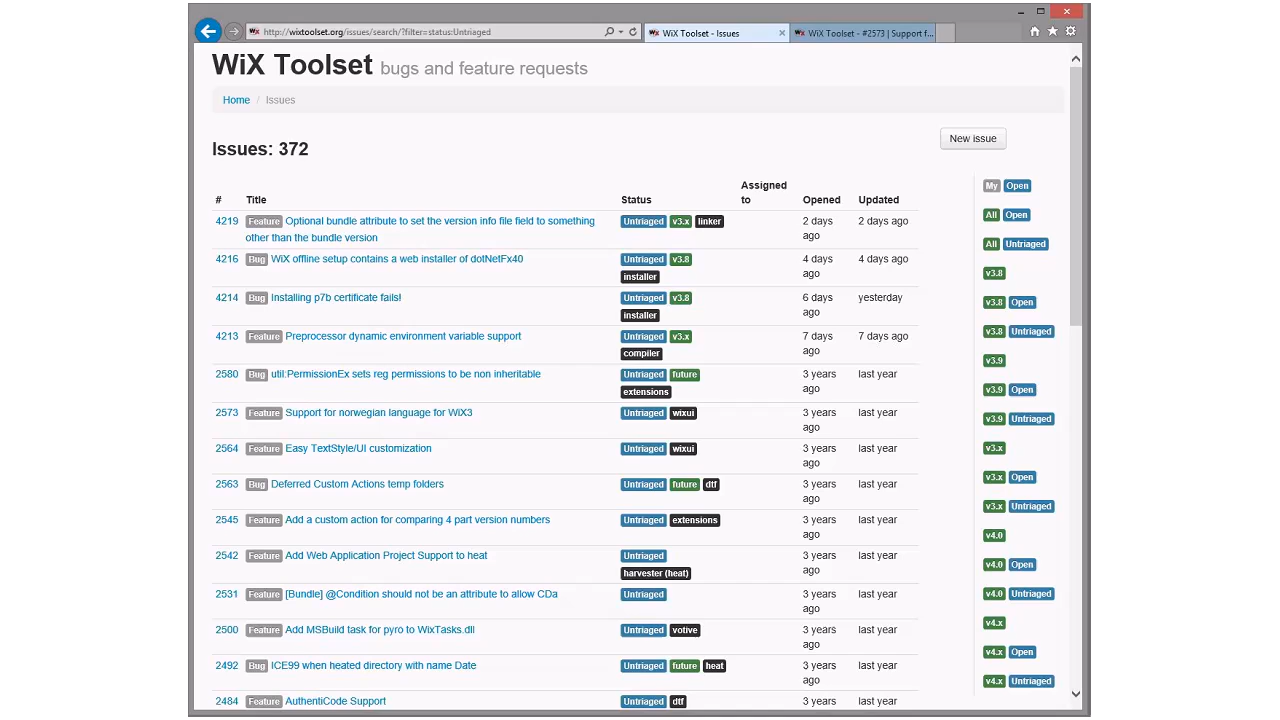 http://wixtoolset.org/issues/search/?filter=status:Untriaged
WiX Toolset - Issues
WiX Toolset - #2573 | Support f...
WiX Toolset bugs and feature requests
Home / Issues
Issues: 372
New issue
# Title Status Assigned to Opened Updated
4219 Feature Optional bundle attribute to set the version info file field to something other than the bundle version Untriaged v3.x linker 2 days ago 2 days ago
4216 Bug WiX offline setup contains a web installer of dotNetFx40 Untriaged v3.8 installer 4 days ago 4 days ago
4214 Bug Installing p7b certificate fails! Untriaged v3.8 installer 6 days ago yesterday
4213 Feature Preprocessor dynamic environment variable support Untriaged v3.x compiler 7 days ago 7 days ago
2580 Bug util:PermissionEx sets reg permissions to be non inheritable Untriaged future extensions 3 years ago last year
2573 Feature Support for norwegian language for WiX3 Untriaged wixui 3 years ago last year
2564 Feature Easy TextStyle/UI customization Untriaged wixui 3 years ago last year
2563 Bug Deferred Custom Actions temp folders Untriaged future dtf 3 years ago last year
2545 Feature Add a custom action for comparing 4 part version numbers Untriaged extensions 3 years ago last year
2542 Feature Add Web Application Project Support to heat Untriaged harvester (heat) 3 years ago last year
2531 Feature [Bundle] @Condition should not be an attribute to allow CDa Untriaged 3 years ago last year
2500 Feature Add MSBuild task for pyro to WixTasks.dll Untriaged votive 3 years ago last year
2492 Bug ICE99 when heated directory with name Date Untriaged future heat 3 years ago last year
2484 Feature AuthentiCode Support Untriaged dtf 3 years last year
My Open
All Open
All Untriaged
v3.8
v3.8 Open
v3.8 Untriaged
v3.9
v3.9 Open
v3.9 Untriaged
v3.x
v3.x Open
v3.x Untriaged
v4.0
v4.0 Open
v4.0 Untriaged
v4.x
v4.x Open
v4.x Untriaged